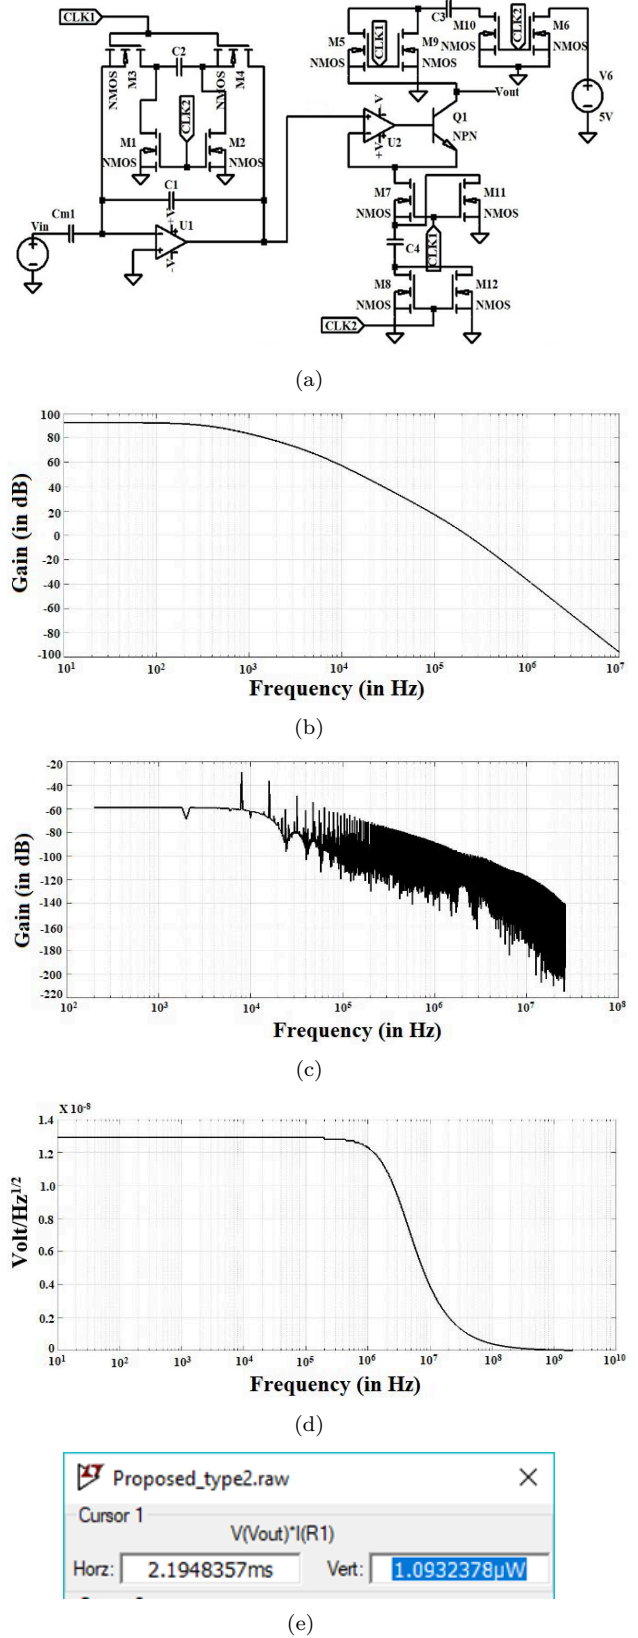 CLK1
C2
M3
M4
NMOS
NMOS
CLK2
M1
M2
NMOS
NMOS
C1
Cm1
Vin
+V
U1
-V
C3
M10
CLK2
M6
M5
CLK1
M9
NMOS
NMOS
NMOS
NMOS
V6
5V
Vout
-V
Q1
U2
NPN
+V
M7
M11
NMOS
NMOS
CLK1
C4
M8
M12
NMOS
NMOS
CLK2
(a)
Gain (in dB)
100
80
60
40
20
0
-20
-40
-60
-80
-100
10¹ 10² 10³ 10⁴ 10⁵ 10⁶ 10⁷
Frequency (in Hz)
(b)
Gain (in dB)
-20
-40
-60
-80
-100
-120
-140
-160
-180
-200
-220
10² 10³ 10⁴ 10⁵ 10⁶ 10⁷ 10⁸
Frequency (in Hz)
(c)
X 10⁻⁸
Volt/Hz¹/²
1.4
1.2
1.0
0.8
0.6
0.4
0.2
0
10¹ 10² 10³ 10⁴ 10⁵ 10⁶ 10⁷ 10⁸ 10⁹ 10¹⁰
Frequency (in Hz)
(d)
Proposed_type2.raw
Cursor 1
V(Vout)*I(R1)
Horz: 2.1948357ms Vert: 1.0932378µW
(e)